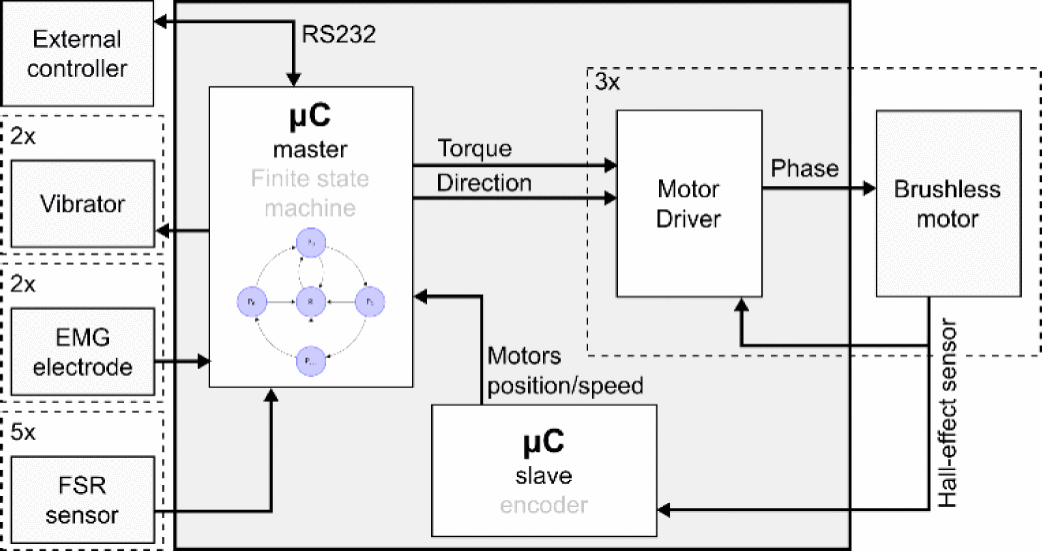 External
controller
RS232
2x
Vibrator
2x
EMG
electrode
5x
FSR
sensor
µC
master
Finite state
machine
Torque
Direction
3x
Motor
Driver
Phase
Brushless
motor
Motors
position/speed
Hall-effect sensor
µC
slave
encoder